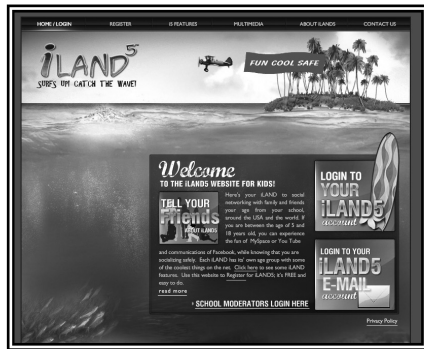 HOME / LOGIN REGISTER i5 FEATURES MULTIMEDIA ABOUT iLANDS CONTACT US
iLAND5
SURFS UP! CATCH THE WAVE!
FUN COOL SAFE
Welcome
TO THE iLAND5 WEBSITE FOR KIDS!
TELL YOUR
Friends
ABOUT iLAND5
Here's your iLAND to social
networking with family and friends
your age from your school,
around the USA and the world. If
you are between the age of 5 and
18 years old, you can experience
the fun of MySpace or You Tube
and communications of Facebook, while knowing that you are
socializing safely. Each iLAND has its' own age group with some
of the coolest things on the net. Click here to see some iLAND
features. Use this website to Register for iLAND5; it's FREE and
easy to do.
read more
› SCHOOL MODERATORS LOGIN HERE
LOGIN TO
YOUR
iLAND5
account
LOGIN TO YOUR
iLAND5
E-MAIL
account
Privacy Policy